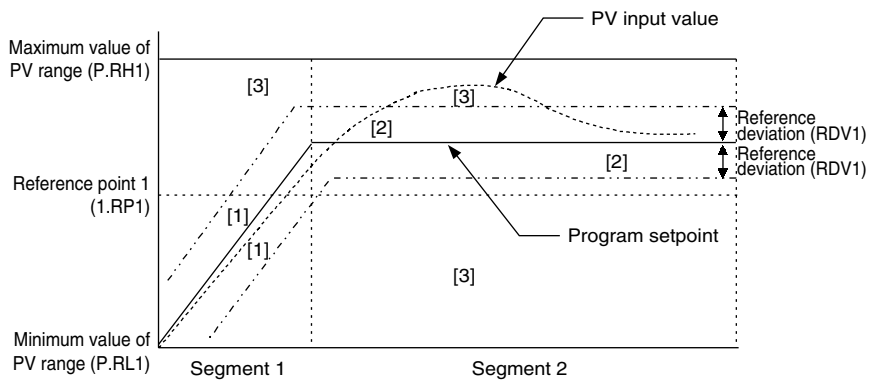 PV input value
Maximum value of
PV range (P.RH1)
[3]
[3]
[2]
Reference
deviation (RDV1)
Reference
deviation (RDV1)
[2]
Reference point 1
(1.RP1)
[1]
[1]
Program setpoint
[3]
Minimum value of
PV range (P.RL1)
Segment 1
Segment 2